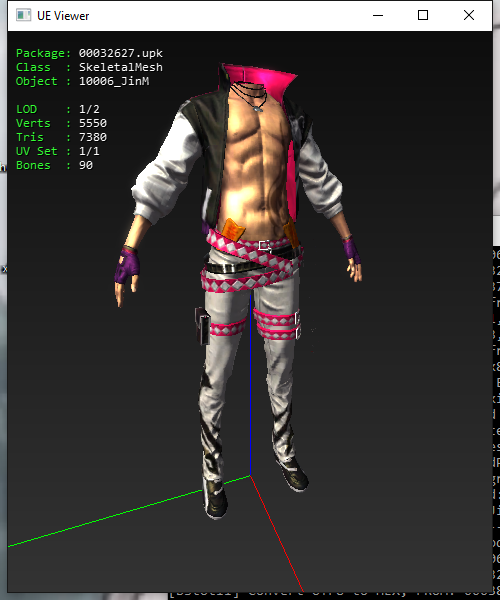 UE Viewer
Package: 00032627.upk
Class : SkeletalMesh
Object : 10006_JinM
LOD : 1/2
Verts : 5550
Tris : 7380
UV Set : 1/1
Bones : 90